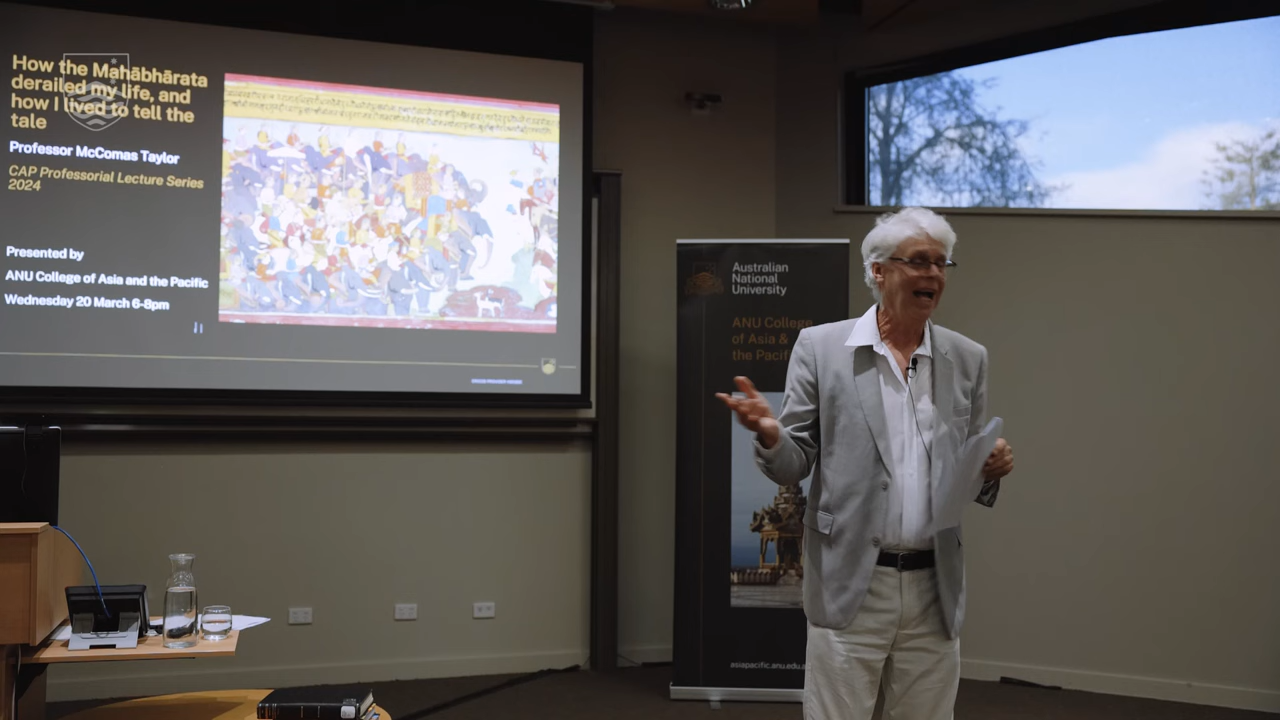 How the Mahābhārata
derailed my life, and
how I lived to tell the
tale
Professor McComas Taylor
CAP Professorial Lecture Series
2024
Presented by
ANU College of Asia and the Pacific
Wednesday 20 March 6-8pm
Australian
National
University
ANU College
of Asia &
the Pacif
asiapacific.anu.edu.a